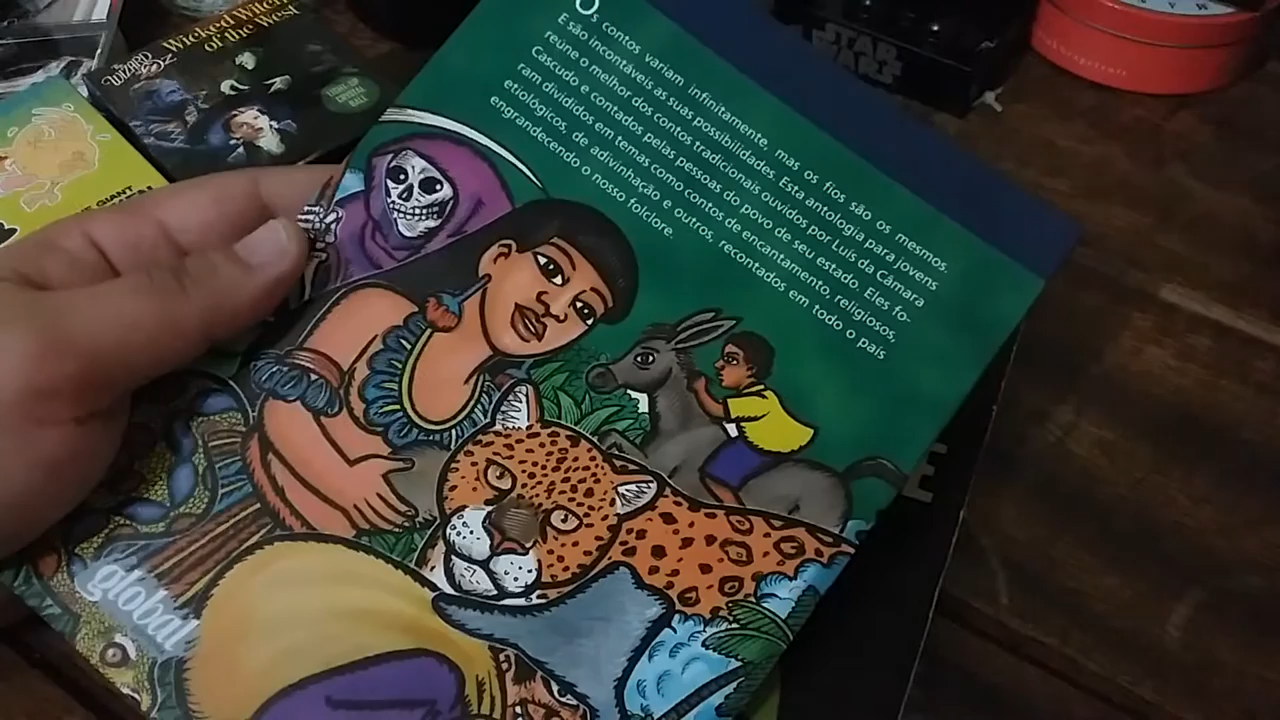 THE WIZARD OF OZ
Wicked Witch
of the West
STAR
WARS
Os contos variam infinitamente, mas os fios são os mesmos.
E são incontáveis as suas possibilidades. Esta antologia para jovens
reúne o melhor dos contos tradicionais ouvidos por Luís da Câmara
Cascudo e contados pelas pessoas do povo de seu estado. Eles fo-
ram divididos em temas como contos de encantamento, religiosos,
etiológicos, de adivinhação e outros, recontados em todo o país
engrandecendo o nosso folclore.
GIANT
global
E